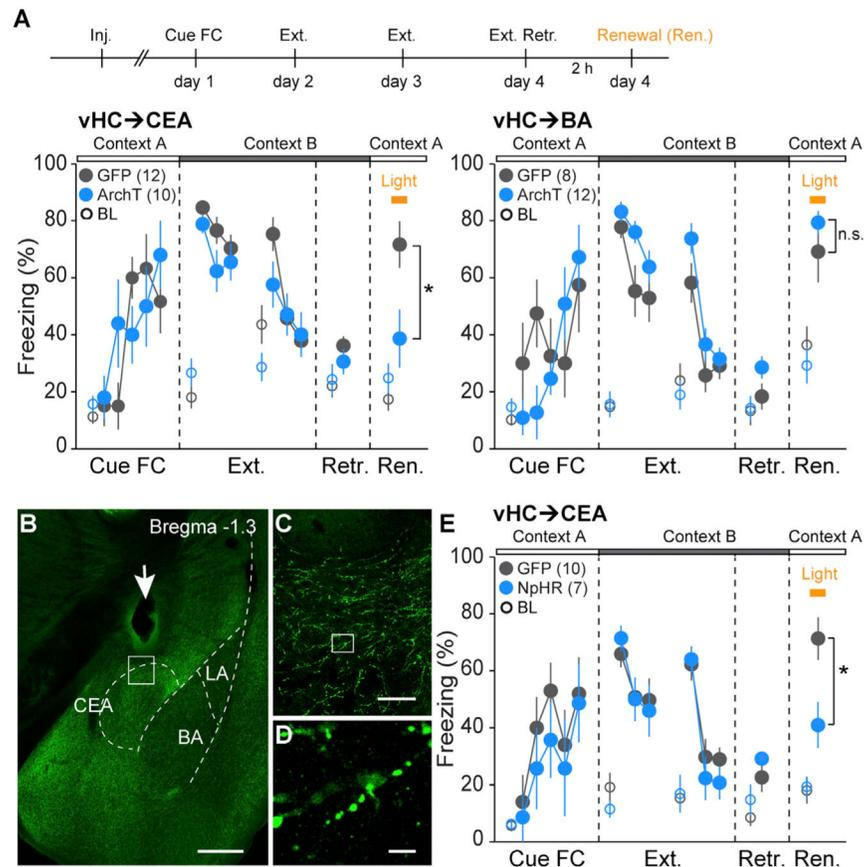 A
Inj. Cue FC Ext. Ext. Ext. Retr. Renewal (Ren.)
2 h
day 1 day 2 day 3 day 4 day 4
vHC→CEA
Context A Context B Context A
Freezing (%)
100
80
60
40
20
0
GFP (12)
ArchT (10)
BL
Light
*
Cue FC Ext. Retr. Ren.
vHC→BA
Context A Context B Context A
100
80
60
40
20
0
GFP (8)
ArchT (12)
BL
Light
n.s.
Cue FC Ext. Retr. Ren.
B
Bregma -1.3
LA
CEA
BA
C
D
E
vHC→CEA
Context A Context B Context A
Freezing (%)
100
80
60
40
20
0
GFP (10)
NpHR (7)
BL
Light
*
Cue FC Ext. Retr. Ren.